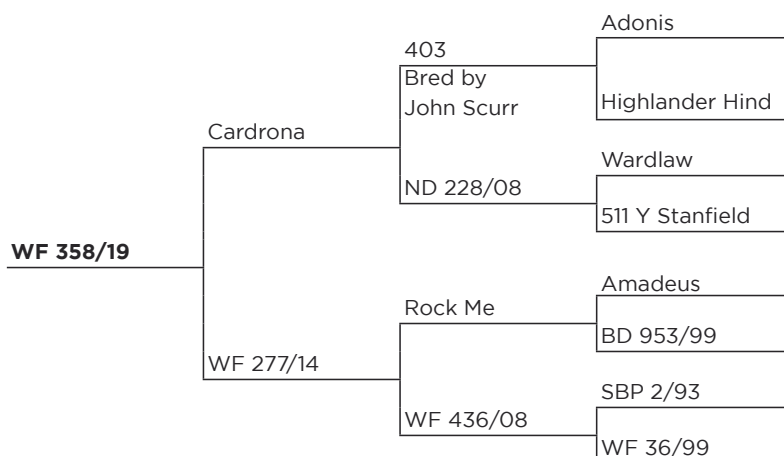 Adonis
403
Bred by
John Scurr
Highlander Hind
Cardrona
Wardlaw
ND 228/08
511 Y Stanfield
WF 358/19
Amadeus
Rock Me
BD 953/99
WF 277/14
SBP 2/93
WF 436/08
WF 36/99